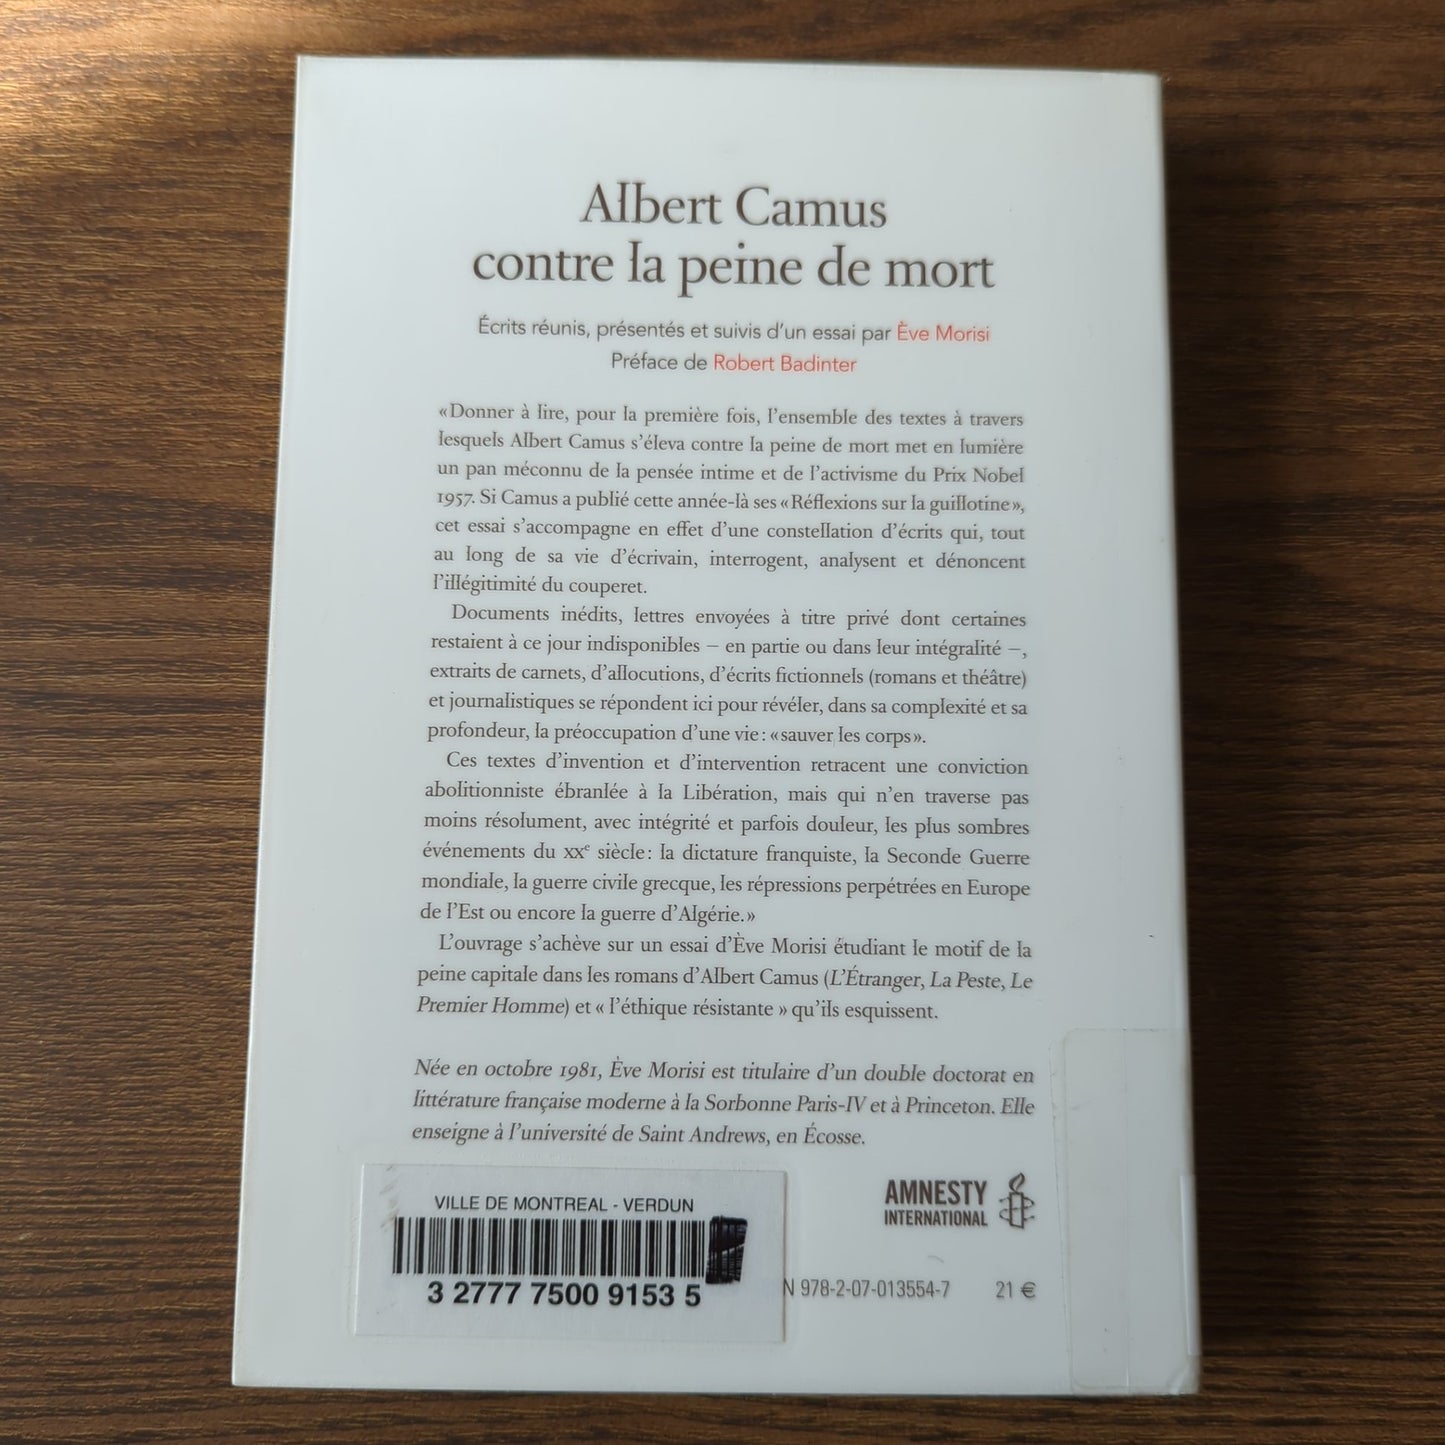 Albert Camus
contre la peine de mort
Écrits réunis, présentés et suivis d'un essai par Ève Morisi
Préface de Robert Badinter
«Donner à lire, pour la première fois, l'ensemble des textes à travers
lesquels Albert Camus s'éleva contre la peine de mort met en lumière
un pan méconnu de la pensée intime et de l'activisme du Prix Nobel
1957. Si Camus a publié cette année-là ses «Réflexions sur la guillotine»,
cet essai s'accompagne en effet d'une constellation d'écrits qui, tout
au long de sa vie d'écrivain, interrogent, analysent et dénoncent
l'illégitimité du couperet.
Documents inédits, lettres envoyées à titre privé dont certaines
restaient à ce jour indisponibles – en partie ou dans leur intégralité –,
extraits de carnets, d'allocutions, d'écrits fictionnels (romans et théâtre)
et journalistiques se répondent ici pour révéler, dans sa complexité et sa
profondeur, la préoccupation d'une vie: «sauver les corps».
Ces textes d'invention et d'intervention retracent une conviction
abolitionniste ébranlée à la Libération, mais qui n'en traverse pas
moins résolument, avec intégrité et parfois douleur, les plus sombres
événements du XXe siècle: la dictature franquiste, la Seconde Guerre
mondiale, la guerre civile grecque, les répressions perpétrées en Europe
de l'Est ou encore la guerre d'Algérie.»
L'ouvrage s'achève sur un essai d'Ève Morisi étudiant le motif de la
peine capitale dans les romans d'Albert Camus (L'Étranger, La Peste, Le
Premier Homme) et « l'éthique résistante » qu'ils esquissent.
Née en octobre 1981, Ève Morisi est titulaire d'un double doctorat en
littérature française moderne à la Sorbonne Paris-IV et à Princeton. Elle
enseigne à l'université de Saint Andrews, en Écosse.
AMNESTY
INTERNATIONAL
VILLE DE MONTREAL - VERDUN
3 2777 7500 9153 5
N 978-2-07-013554-7 21 €